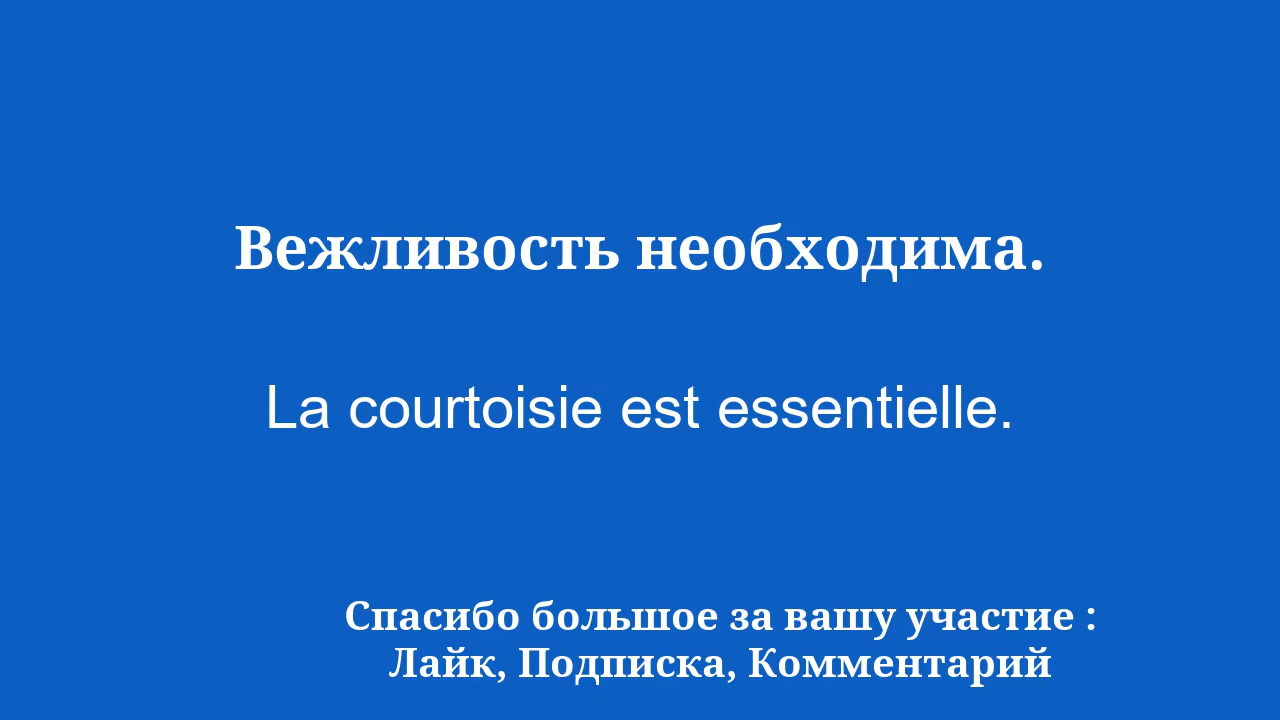 Вежливость необходима.
La courtoisie est essentielle.
Спасибо большое за вашу участие :
Лайк, Подписка, Комментарий